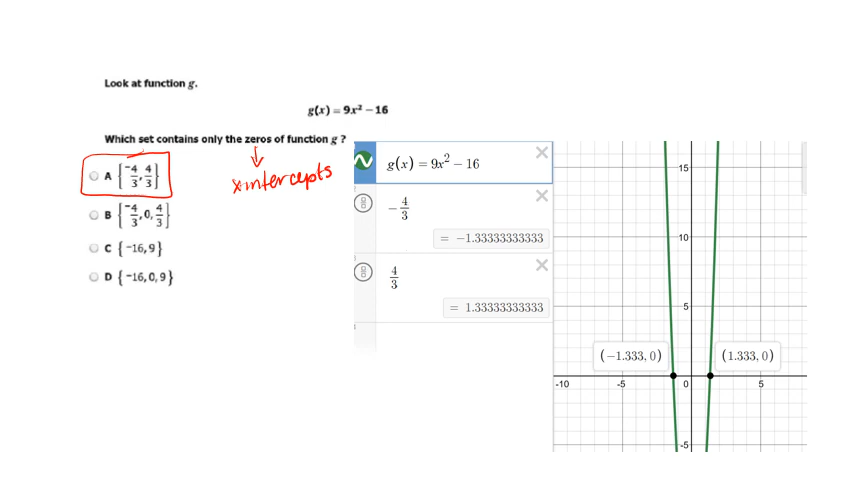 Look at function g.
g(x) = 9x² – 16
Which set contains only the zeros of function g ?
x-intercepts
A {-4/3, 4/3}
B {-4/3, 0, 4/3}
C {-16, 9}
D {-16, 0, 9}
g(x) = 9x² − 16
−4/3
= −1.33333333333
4/3
= 1.33333333333
15
10
5
(−1.333, 0)
(1.333, 0)
-10 -5 0 5
-5